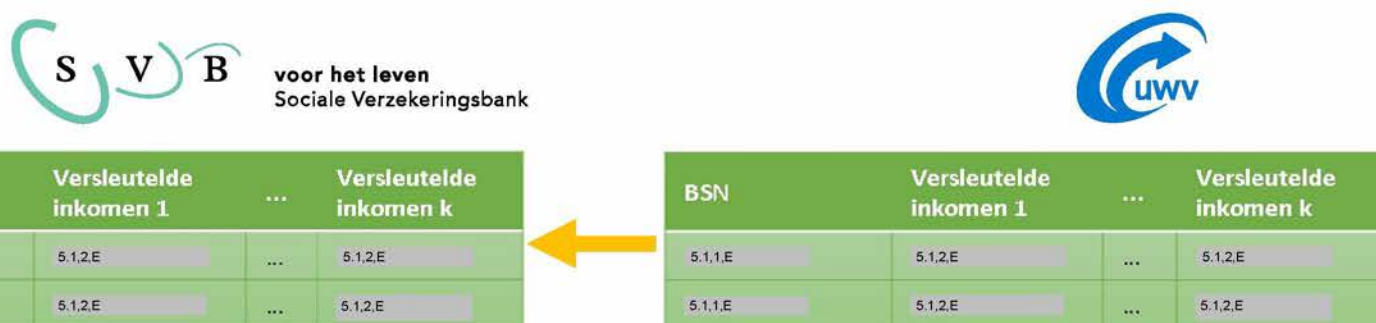 S V B
voor het leven
Sociale Verzekeringsbank
uwv
Versleutelde
inkomen 1
...
Versleutelde
inkomen k
5.1,2,E
...
5.1,2,E
5.1,2,E
...
5.1,2,E
BSN
Versleutelde
inkomen 1
...
Versleutelde
inkomen k
5.1,1,E
5.1,2,E
...
5.1,2,E
5.1,1,E
5.1,2,E
...
5.1,2,E